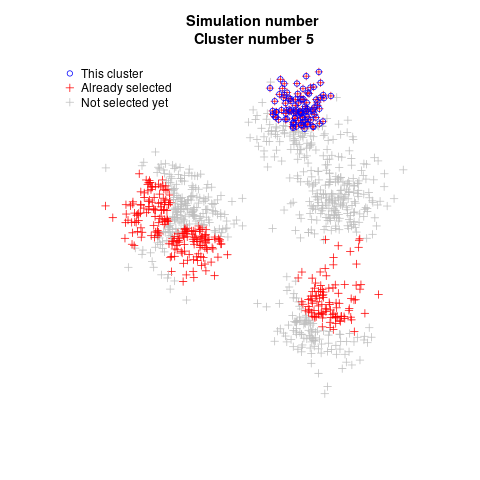 Simulation number
Cluster number 5
This cluster
Already selected
Not selected yet